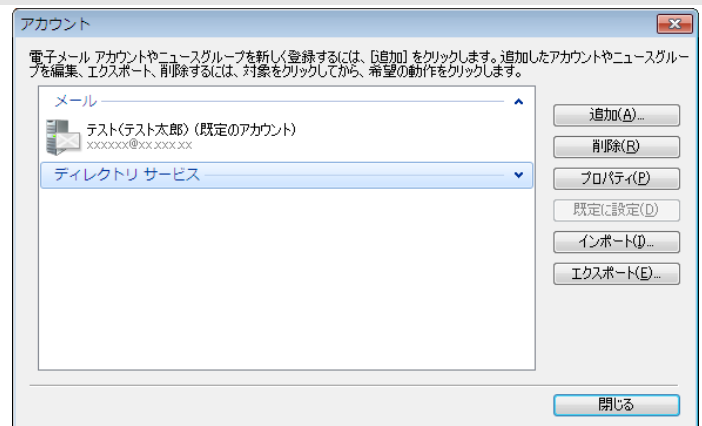 アカウント
電子メール アカウントやニュースグループを新しく登録するには、[追加] をクリックします。追加したアカウントやニュースグルー
プを編集、エクスポート、削除するには、対象をクリックしてから、希望の動作をクリックします。
メール
テスト(テスト太郎) (既定のアカウント)
xxxxxx@xx.xxx.xx
ディレクトリ サービス
追加(A)...
削除(R)
プロパティ(P)
既定に設定(D)
インポート(I)...
エクスポート(E)...
閉じる